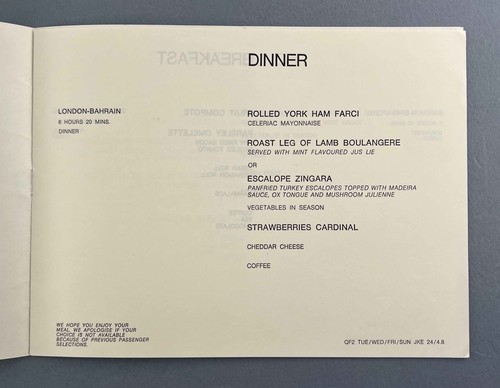 DINNER
LONDON-BAHRAIN
6 HOURS 20 MINS.
DINNER
ROLLED YORK HAM FARCI
CELERIAC MAYONNAISE
ROAST LEG OF LAMB BOULANGERE
SERVED WITH MINT FLAVOURED JUS LIE
OR
ESCALOPE ZINGARA
PANFRIED TURKEY ESCALOPES TOPPED WITH MADEIRA
SAUCE, OX TONGUE AND MUSHROOM JULIENNE
VEGETABLES IN SEASON
STRAWBERRIES CARDINAL
CHEDDAR CHEESE
COFFEE
WE HOPE YOU ENJOY YOUR
MEAL. WE APOLOGISE IF YOUR
CHOICE IS NOT AVAILABLE
BECAUSE OF PREVIOUS PASSENGER
SELECTIONS.
QF2 TUE/WED/FRI/SUN JKE 24/4.8